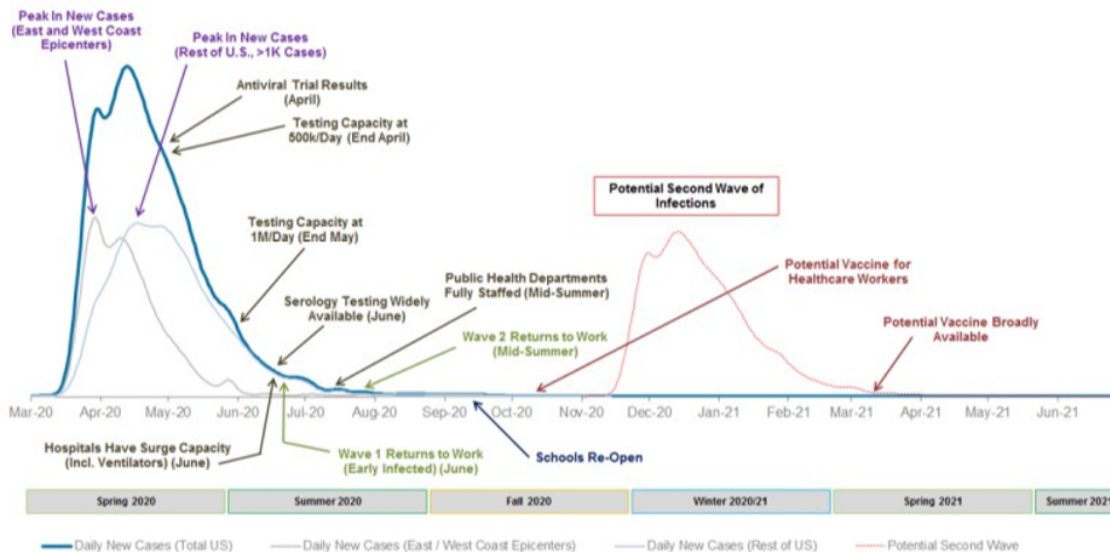 Peak In New Cases
(East and West Coast
Epicenters)
Peak In New Cases
(Rest of U.S., >1K Cases)
Antiviral Trial Results
(April)
Testing Capacity at
500k/Day (End April)
Potential Second Wave of
Infections
Testing Capacity at
1M/Day (End May)
Public Health Departments
Fully Staffed (Mid-Summer)
Potential Vaccine for
Healthcare Workers
Serology Testing Widely
Available (June)
Wave 2 Returns to Work
(Mid-Summer)
Potential Vaccine Broadly
Available
Mar-20 Apr-20 May-20 Jun-20 Jul-20 Aug-20 Sep-20 Oct-20 Nov-20 Dec-20 Jan-21 Feb-21 Mar-21 Apr-21 May-21 Jun-21
Hospitals Have Surge Capacity
(Incl. Ventilators) (June)
Wave 1 Returns to Work
(Early Infected) (June)
Schools Re-Open
Spring 2020 Summer 2020 Fall 2020 Winter 2020/21 Spring 2021 Summer 2021
Daily New Cases (Total US) Daily New Cases (East / West Coast Epicenters) Daily New Cases (Rest of US) Potential Second Wave